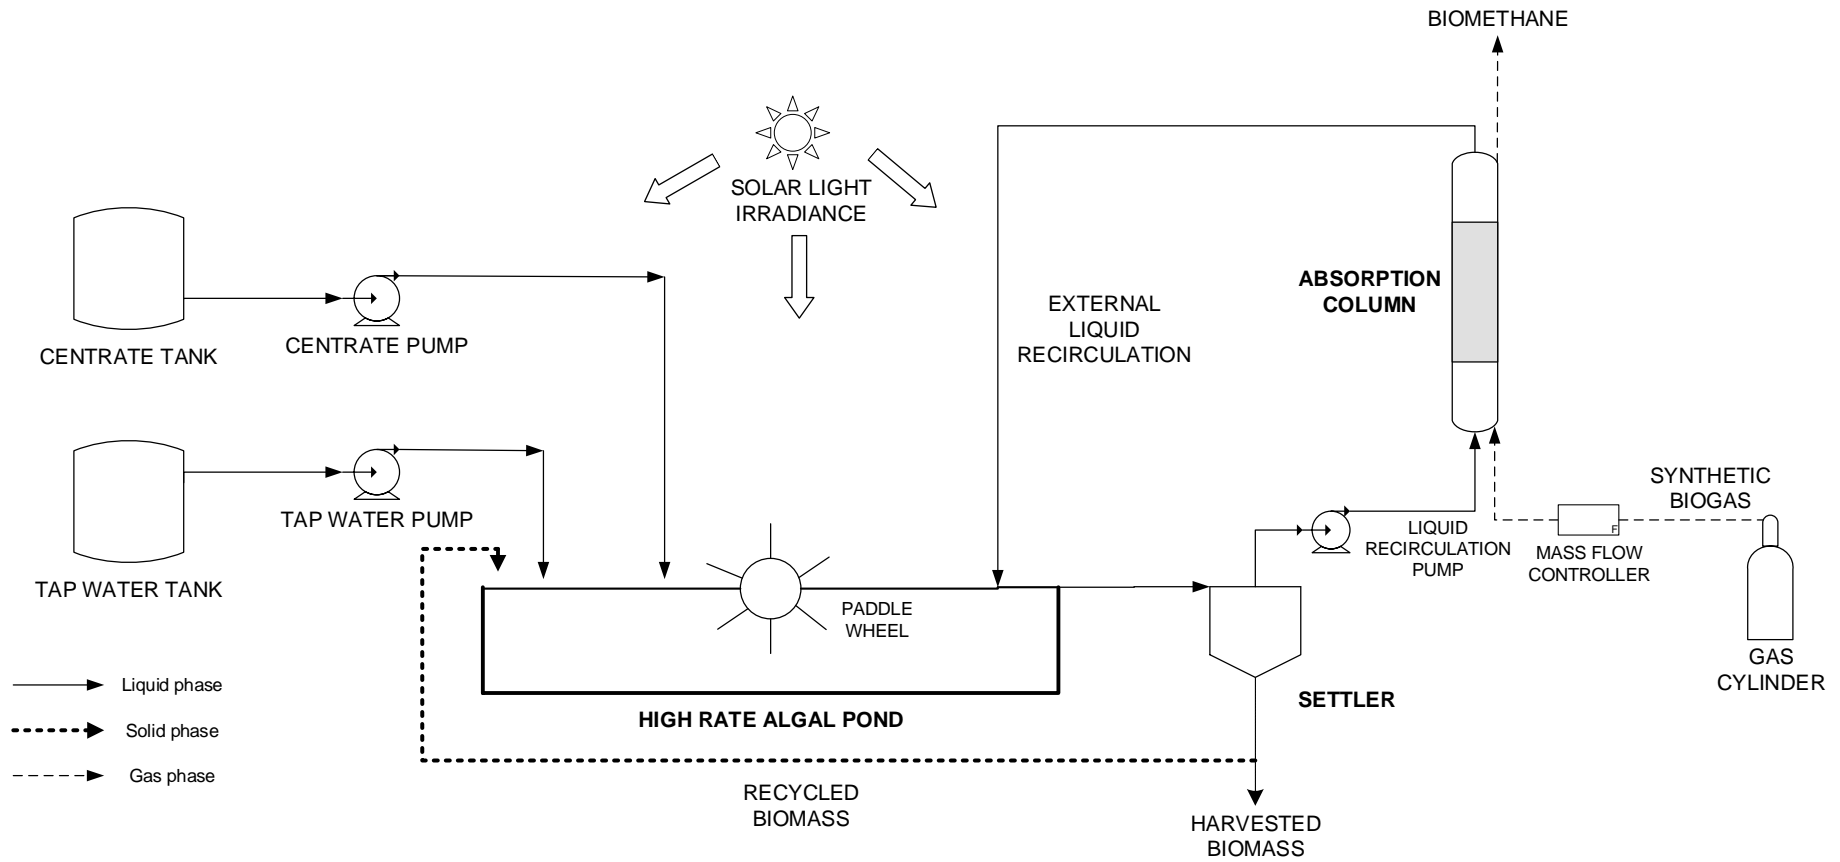 BIOMETHANE
SOLAR LIGHT
IRRADIANCE
ABSORPTION
COLUMN
EXTERNAL
LIQUID
RECIRCULATION
CENTRATE TANK
CENTRATE PUMP
SYNTHETIC
BIOGAS
TAP WATER PUMP
LIQUID
RECIRCULATION
PUMP
F
MASS FLOW
CONTROLLER
TAP WATER TANK
PADDLE
WHEEL
GAS
CYLINDER
Liquid phase
SETTLER
HIGH RATE ALGAL POND
Solid phase
Gas phase
RECYCLED
BIOMASS
HARVESTED
BIOMASS